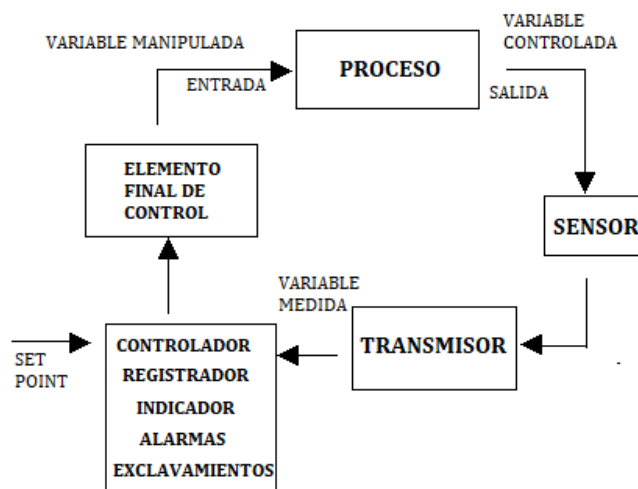 VARIABLE
CONTROLADA
VARIABLE MANIPULADA
PROCESO
ENTRADA
SALIDA
ELEMENTO
FINAL DE
CONTROL
SENSOR
VARIABLE
MEDIDA
TRANSMISOR
SET
POINT
CONTROLADOR
REGISTRADOR
INDICADOR
ALARMAS
EXCLAVAMIENTOS